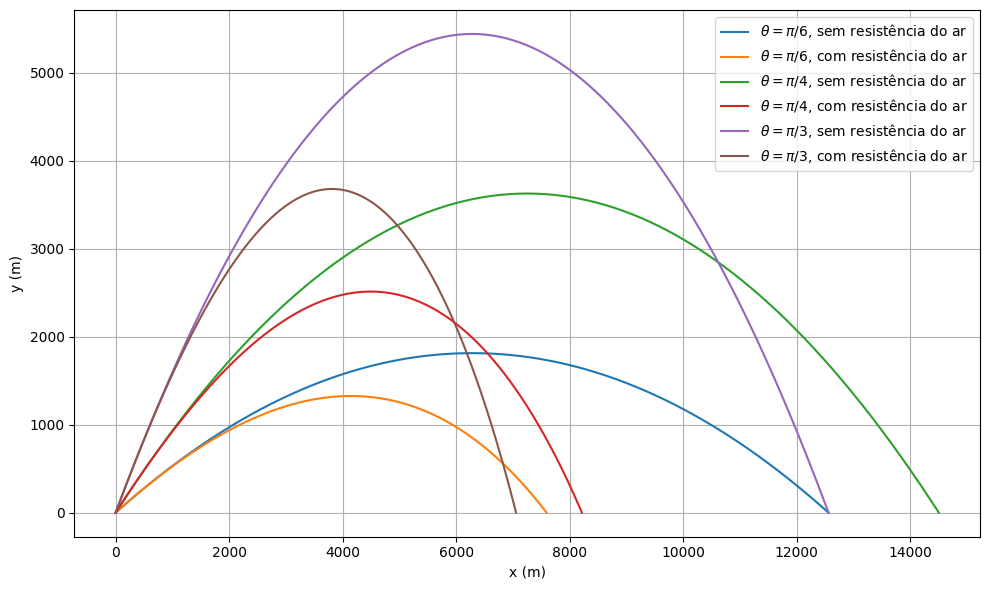 θ = π/6, sem resistência do ar
θ = π/6, com resistência do ar
θ = π/4, sem resistência do ar
θ = π/4, com resistência do ar
θ = π/3, sem resistência do ar
θ = π/3, com resistência do ar
5000
4000
3000
2000
1000
0
y (m)
0 2000 4000 6000 8000 10000 12000 14000
x (m)